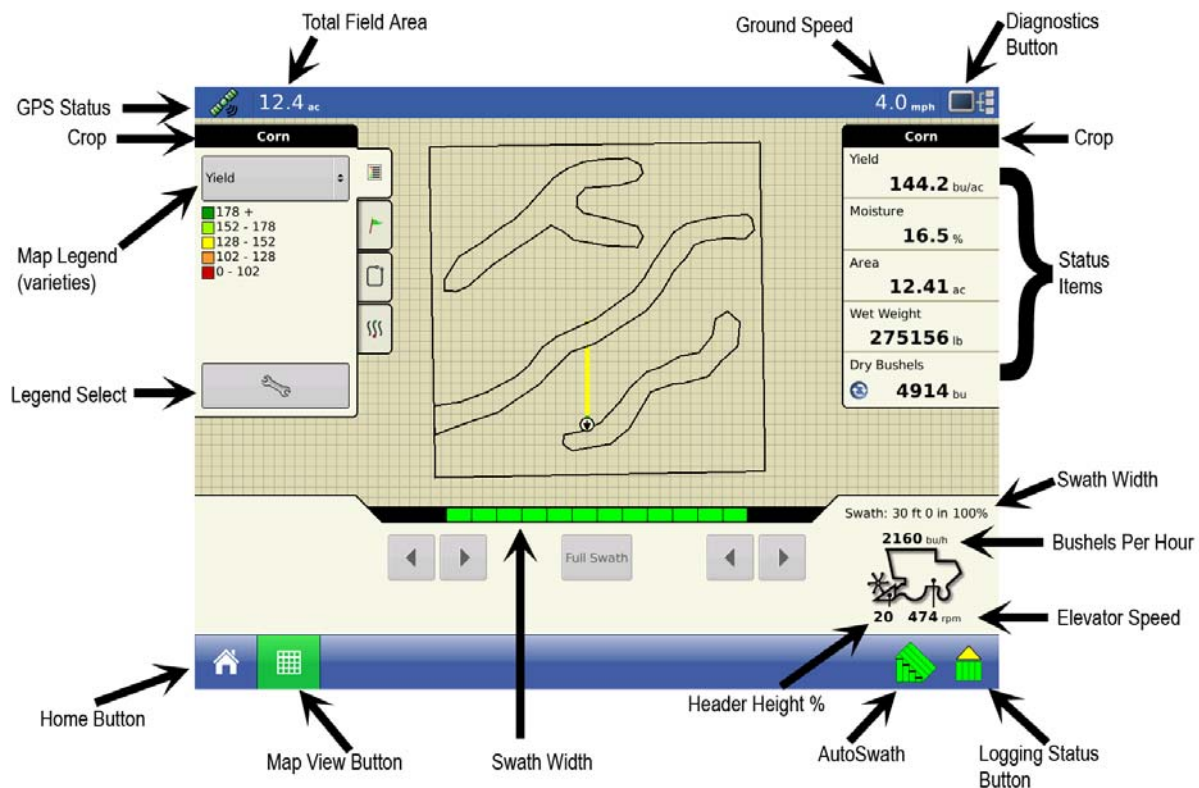 Total Field Area
Ground Speed
Diagnostics
Button
GPS Status
12.4 ac
4.0 mph
Crop
Corn
Corn
Crop
Yield
178 +
152 - 178
128 - 152
102 - 128
0 - 102
Map Legend
(varieties)
Legend Select
Yield
144.2 bu/ac
Moisture
16.5 %
Area
12.41 ac
Wet Weight
275156 lb
Dry Bushels
4914 bu
Status
Items
Swath Width
Swath: 30 ft 0 in 100%
2160 bu/h
Bushels Per Hour
Full Swath
20 474 rpm
Elevator Speed
Home Button
Map View Button
Swath Width
Header Height %
AutoSwath
Logging Status
Button